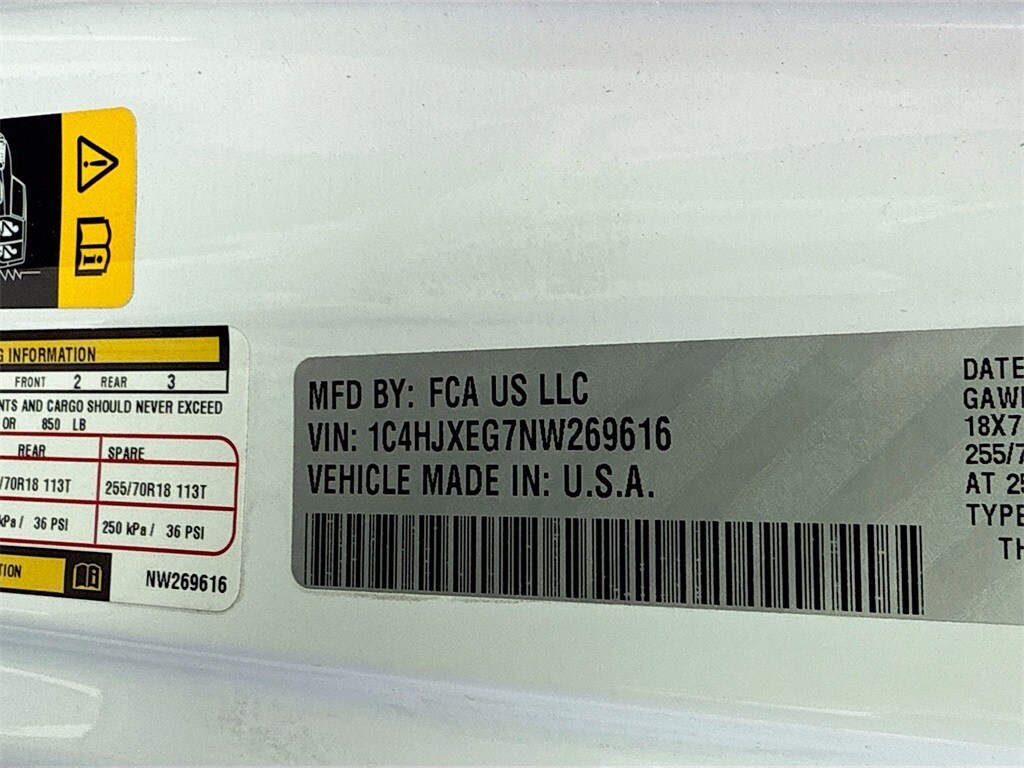 G INFORMATION
FRONT 2 REAR 3
NTS AND CARGO SHOULD NEVER EXCEED
OR 850 LB
REAR SPARE
/70R18 113T 255/70R18 113T
kPa / 36 PSI 250 kPa / 36 PSI
TION
NW269616
MFD BY: FCA US LLC
VIN: 1C4HJXEG7NW269616
VEHICLE MADE IN: U.S.A.
DATE
GAW
18X7
255/7
AT 25
TYPE
TH